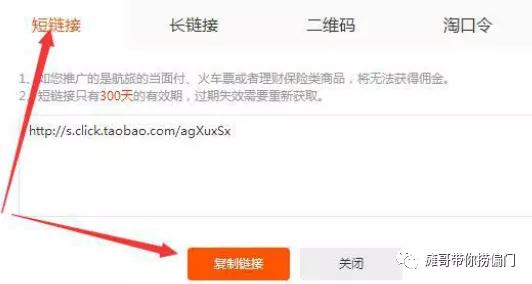 短链接 长链接 二维码 淘口令
1、如您推广的是航旅的当面付、火车票或者理财保险类商品，将无法获得佣金。
2、短链接只有300天的有效期，过期失效需要重新获取。
http://s.click.taobao.com/agXuxSx
复制链接 关闭
滩哥带你捞偏门